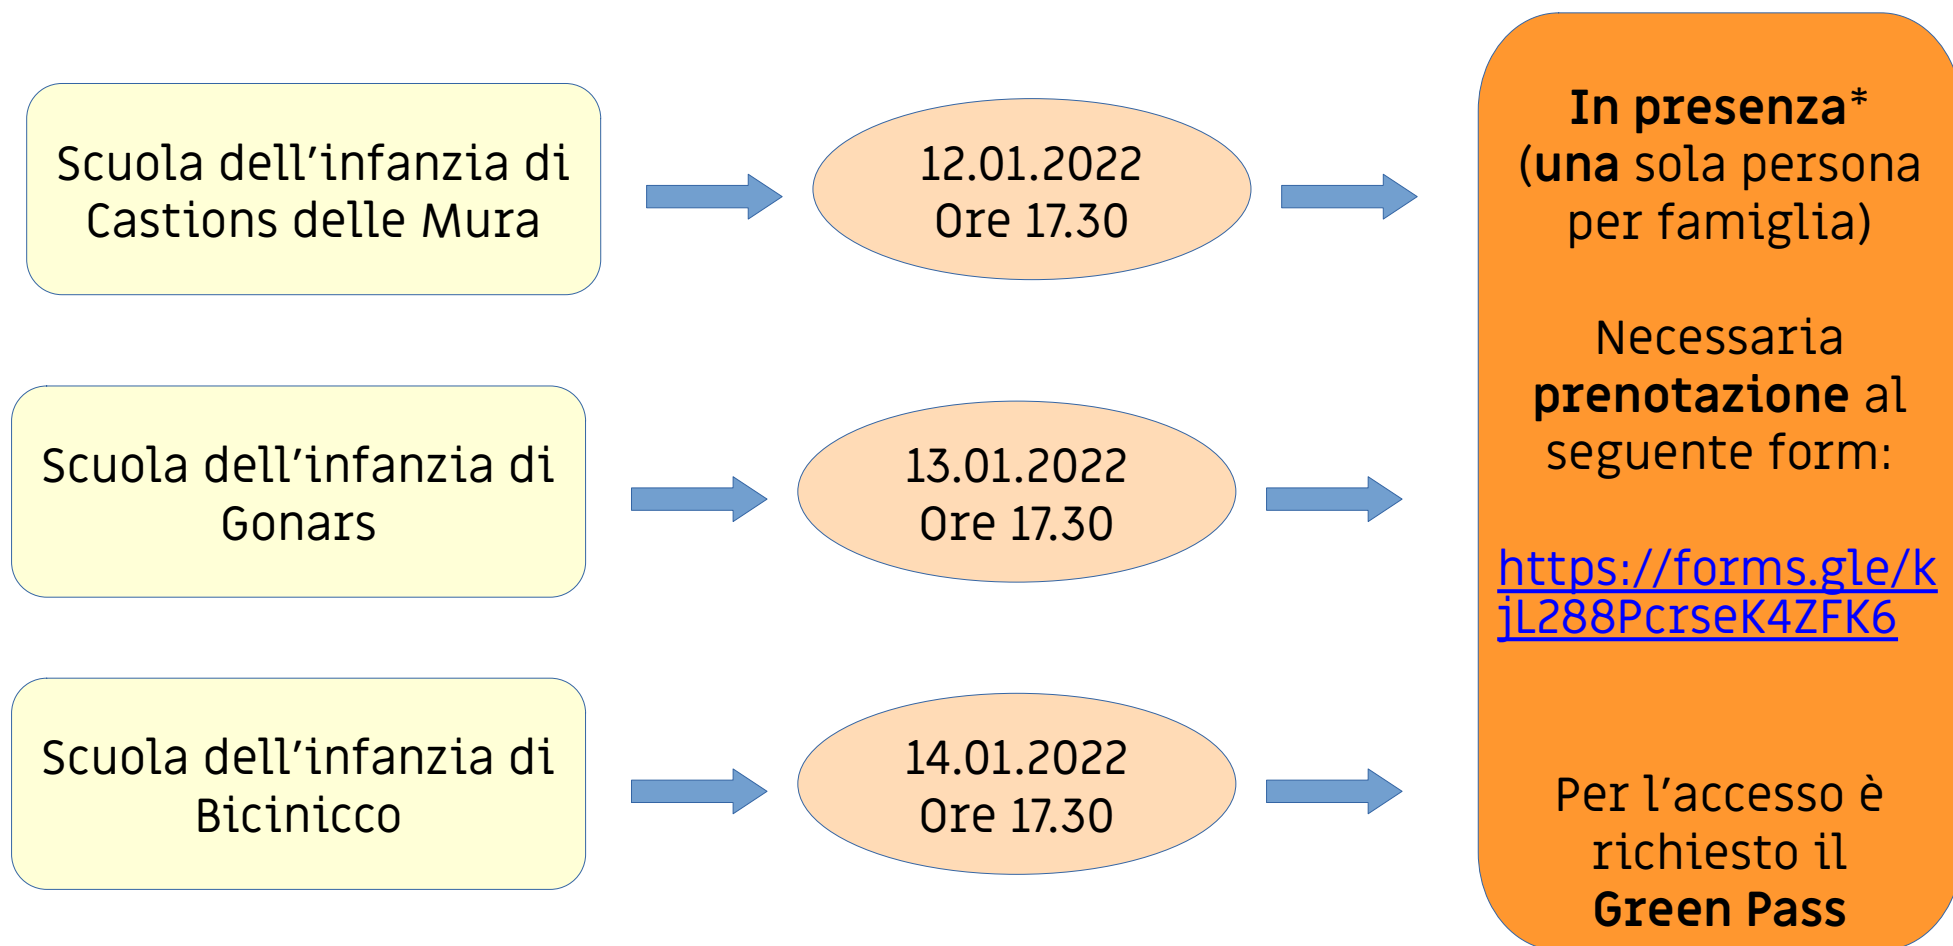 Scuola dell'infanzia di
Castions delle Mura
12.01.2022
Ore 17.30
Scuola dell'infanzia di
Gonars
13.01.2022
Ore 17.30
Scuola dell'infanzia di
Bicinicco
14.01.2022
Ore 17.30
In presenza*
(una sola persona
per famiglia)
Necessaria
prenotazione al
seguente form:
https://forms.gle/k
jL288PcrseK4ZFK6
Per l'accesso è
richiesto il
Green Pass